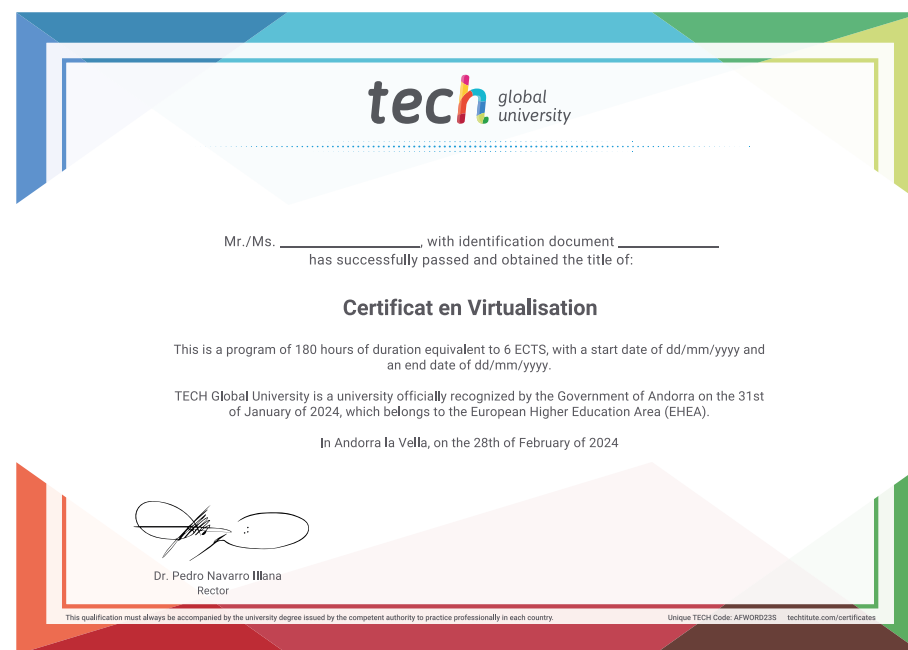 tech global
university
Mr./Ms. ____________________, with identification document ______________
has successfully passed and obtained the title of:
Certificat en Virtualisation
This is a program of 180 hours of duration equivalent to 6 ECTS, with a start date of dd/mm/yyyy and
an end date of dd/mm/yyyy.
TECH Global University is a university officially recognized by the Government of Andorra on the 31st
of January of 2024, which belongs to the European Higher Education Area (EHEA).
In Andorra la Vella, on the 28th of February of 2024
Dr. Pedro Navarro Illana
Rector
This qualification must always be accompanied by the university degree issued by the competent authority to practice professionally in each country.
Unique TECH Code: AFWORD23S techtitute.com/certificates